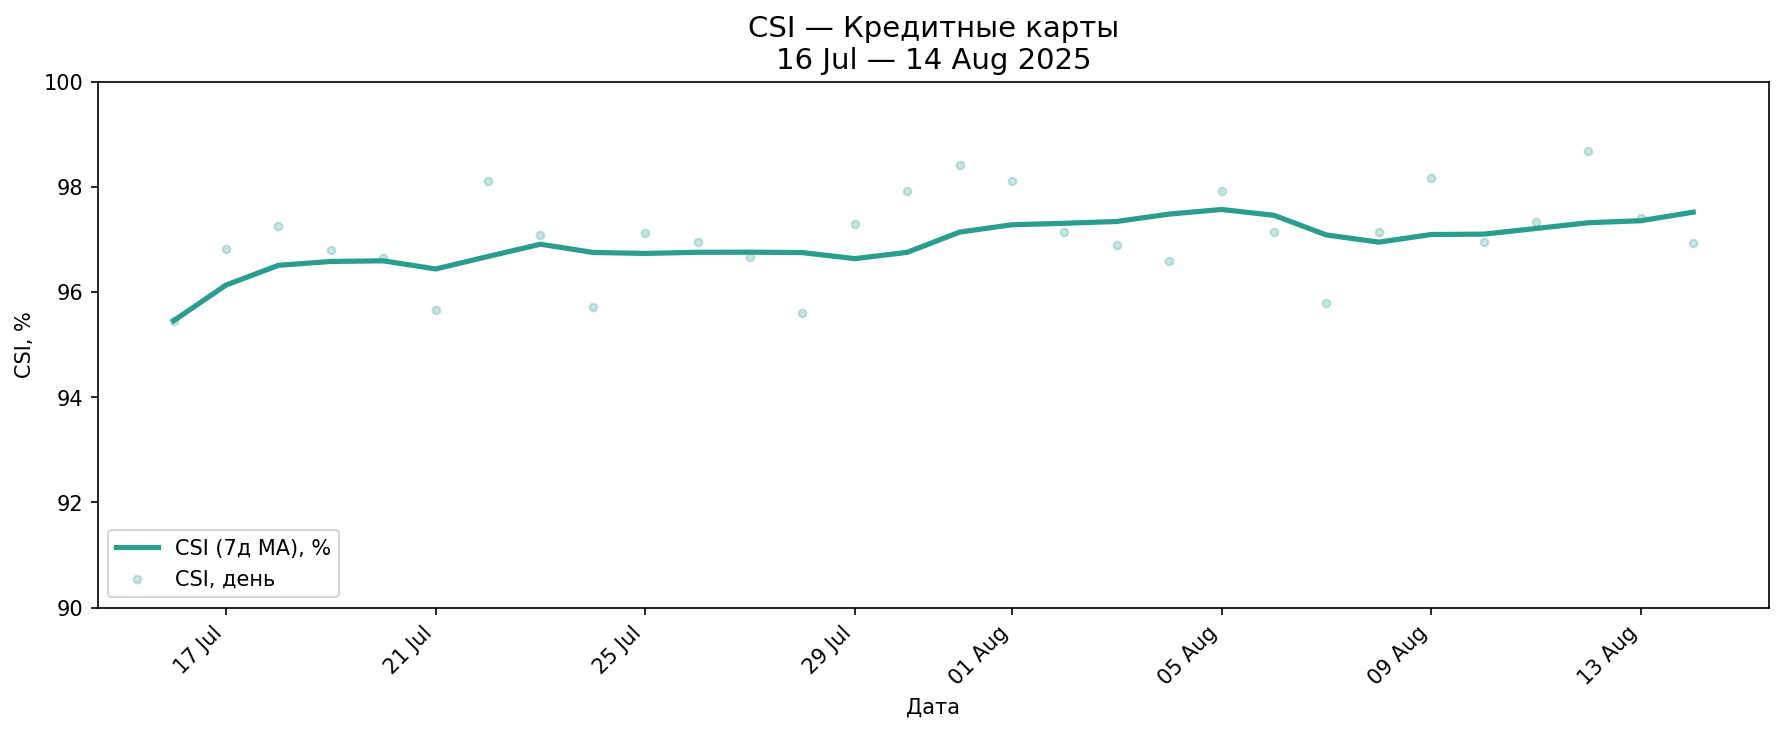 CSI — Кредитные карты
16 Jul — 14 Aug 2025
100
98
96
94
92
90
CSI, %
CSI (7д MA), %
CSI, день
17 Jul
21 Jul
25 Jul
29 Jul
01 Aug
05 Aug
09 Aug
13 Aug
Дата